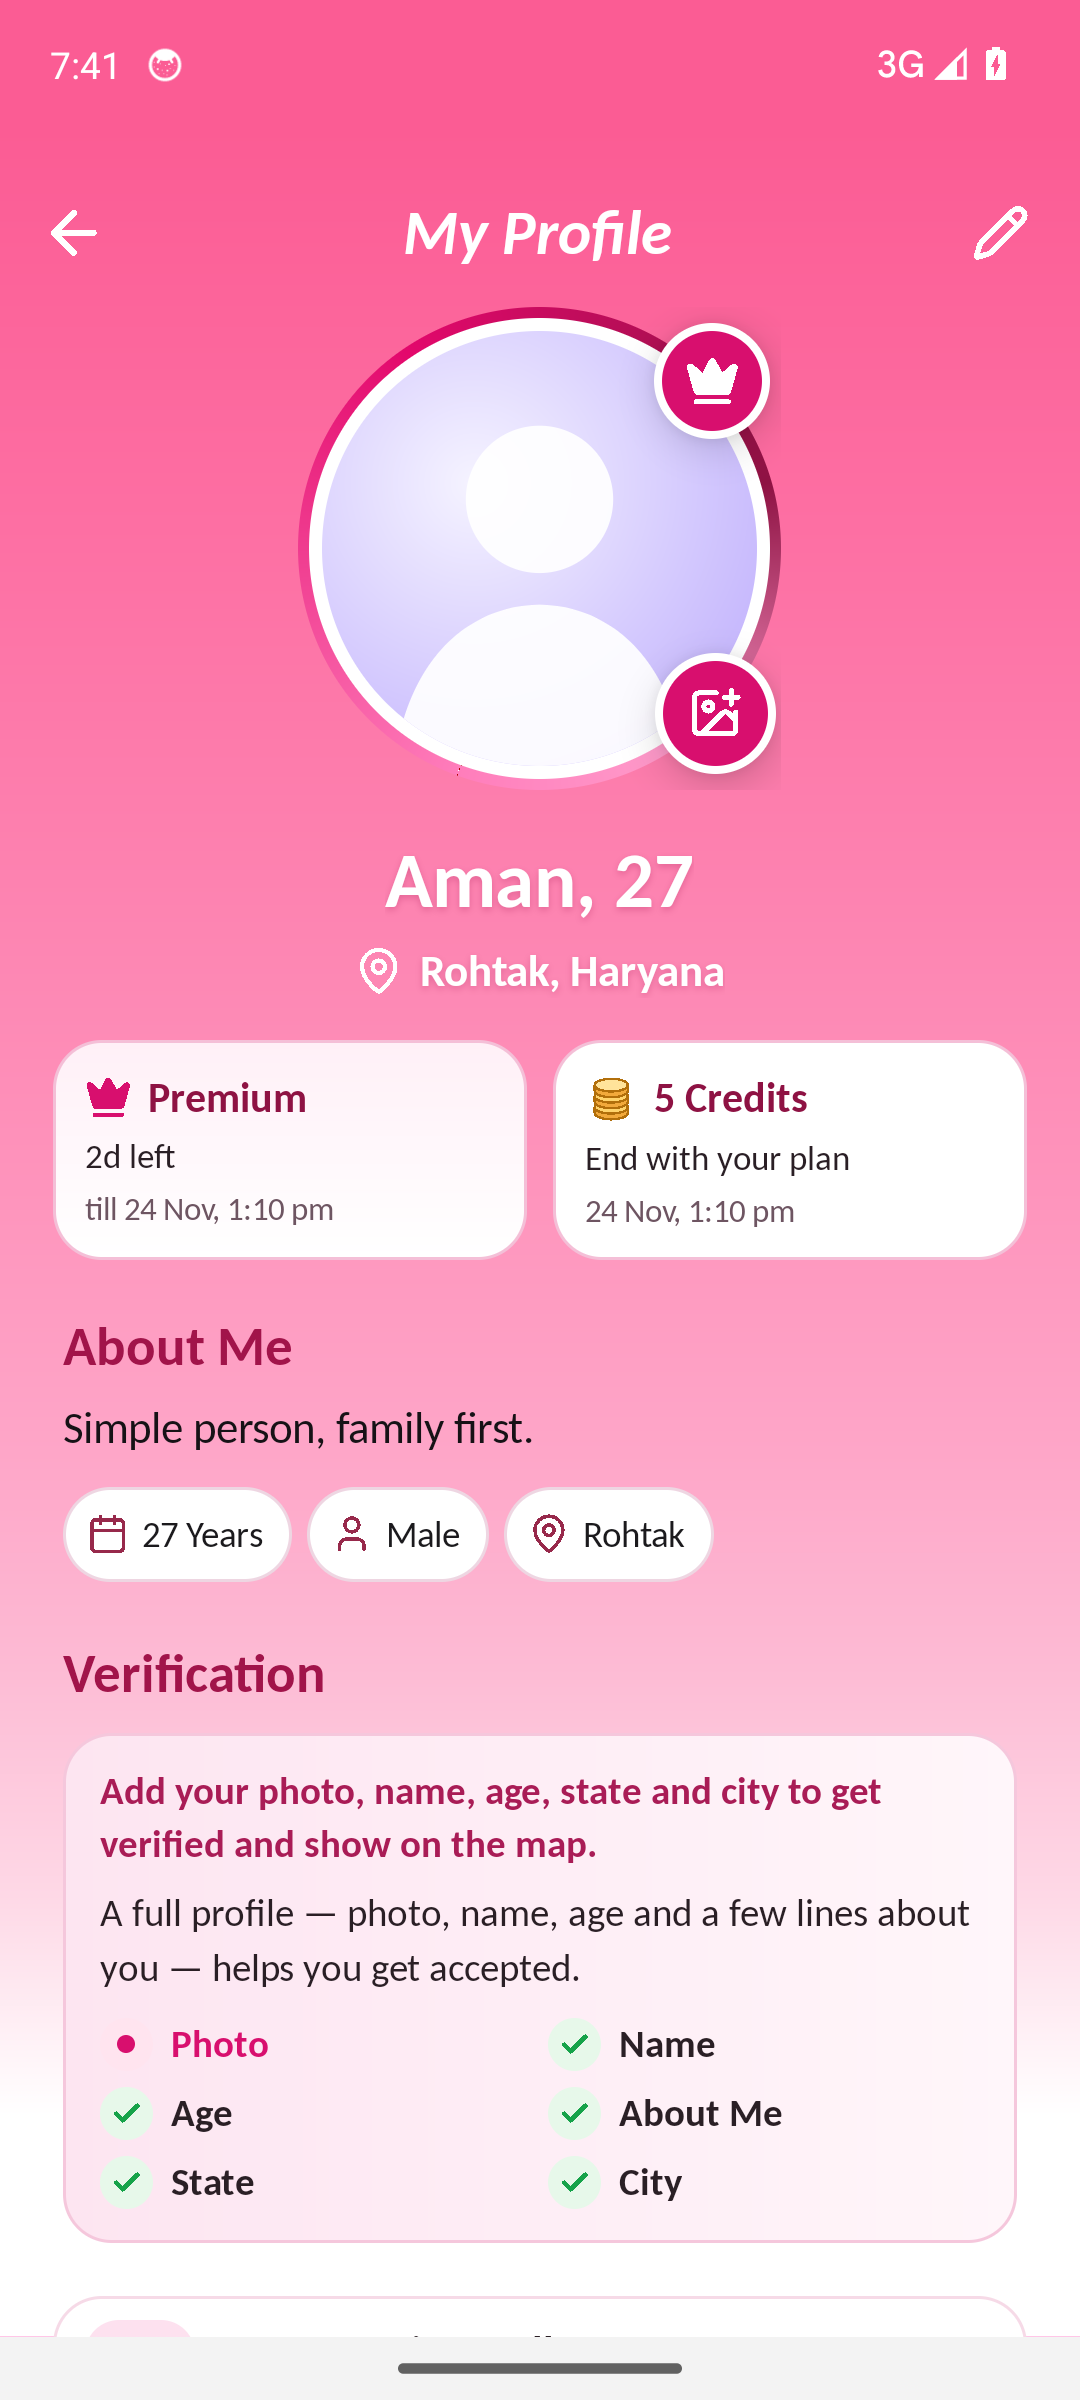 7:41
3G
My Profile
Aman, 27
Rohtak, Haryana
Premium
2d left
till 24 Nov, 1:10 pm
5 Credits
End with your plan
24 Nov, 1:10 pm
About Me
Simple person, family first.
27 Years
Male
Rohtak
Verification
Add your photo, name, age, state and city to get
verified and show on the map.
A full profile — photo, name, age and a few lines about
you — helps you get accepted.
Photo
Name
Age
About Me
State
City